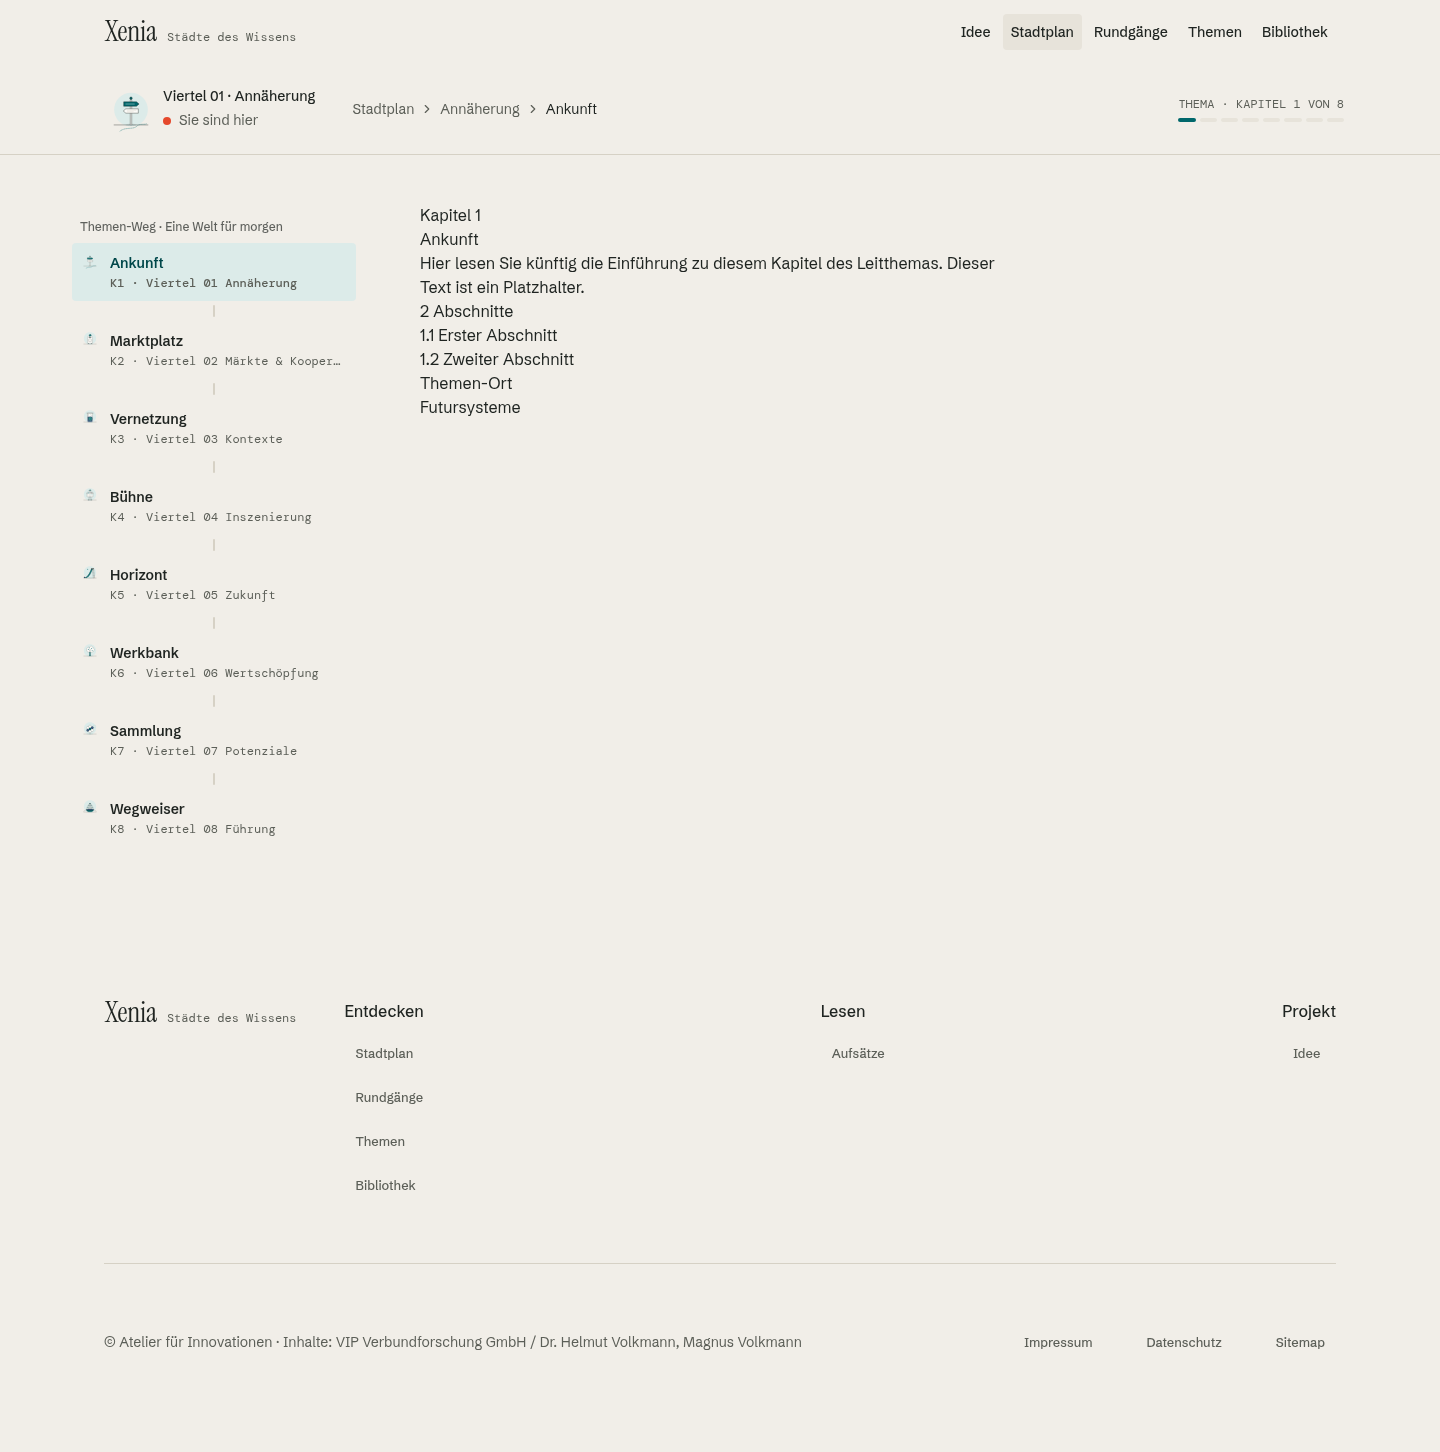 Xenia Städte des Wissens
Idee Stadtplan Rundgänge Themen Bibliothek
Viertel 01 · Annäherung
Sie sind hier
Stadtplan > Annäherung > Ankunft
THEMA · KAPITEL 1 VON 8
Themen-Weg · Eine Welt für morgen
Ankunft
K1 · Viertel 01 Annäherung
Marktplatz
K2 · Viertel 02 Märkte & Kooper…
Vernetzung
K3 · Viertel 03 Kontexte
Bühne
K4 · Viertel 04 Inszenierung
Horizont
K5 · Viertel 05 Zukunft
Werkbank
K6 · Viertel 06 Wertschöpfung
Sammlung
K7 · Viertel 07 Potenziale
Wegweiser
K8 · Viertel 08 Führung
Kapitel 1
Ankunft
Hier lesen Sie künftig die Einführung zu diesem Kapitel des Leitthemas. Dieser
Text ist ein Platzhalter.
2 Abschnitte
1.1 Erster Abschnitt
1.2 Zweiter Abschnitt
Themen-Ort
Futursysteme
Xenia Städte des Wissens
Entdecken
Stadtplan
Rundgänge
Themen
Bibliothek
Lesen
Aufsätze
Projekt
Idee
© Atelier für Innovationen · Inhalte: VIP Verbundforschung GmbH / Dr. Helmut Volkmann, Magnus Volkmann
Impressum Datenschutz Sitemap